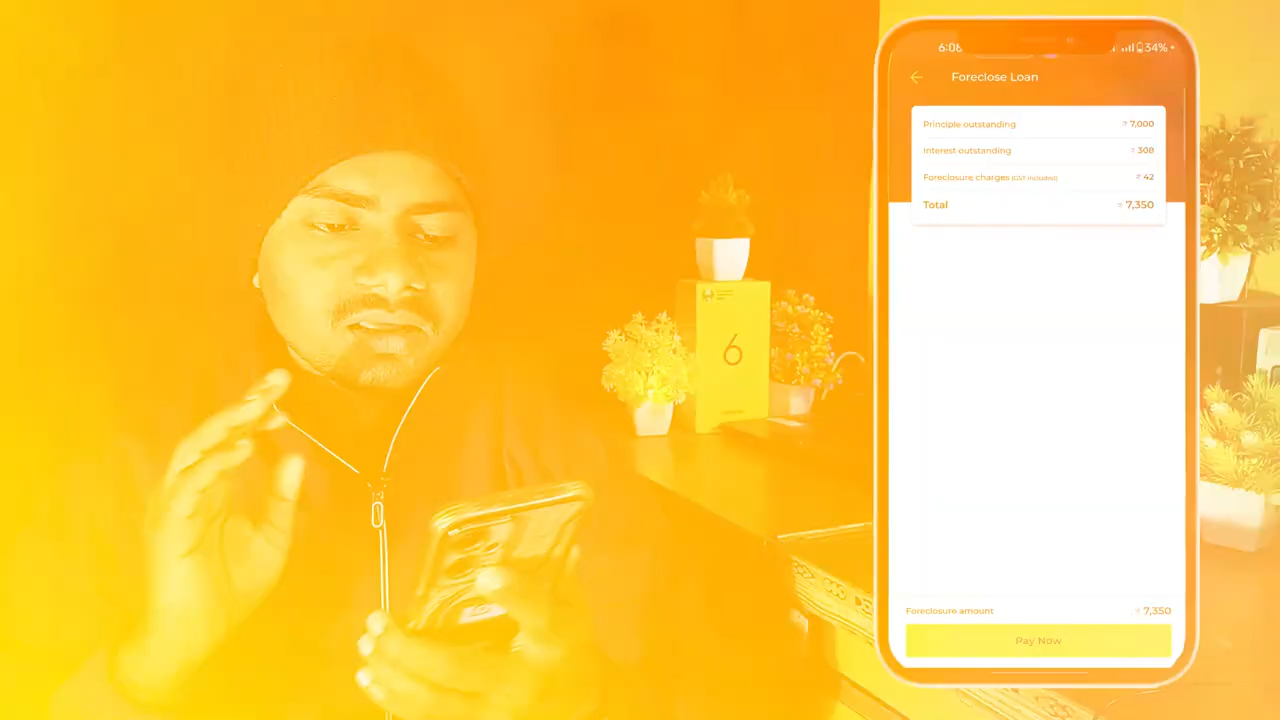 6:08
34%
Foreclose Loan
Principle outstanding ₹ 7,000
Interest outstanding ₹ 308
Foreclosure charges (GST INCLUDED) ₹ 42
Total ₹ 7,350
6
Foreclosure amount ₹ 7,350
Pay Now